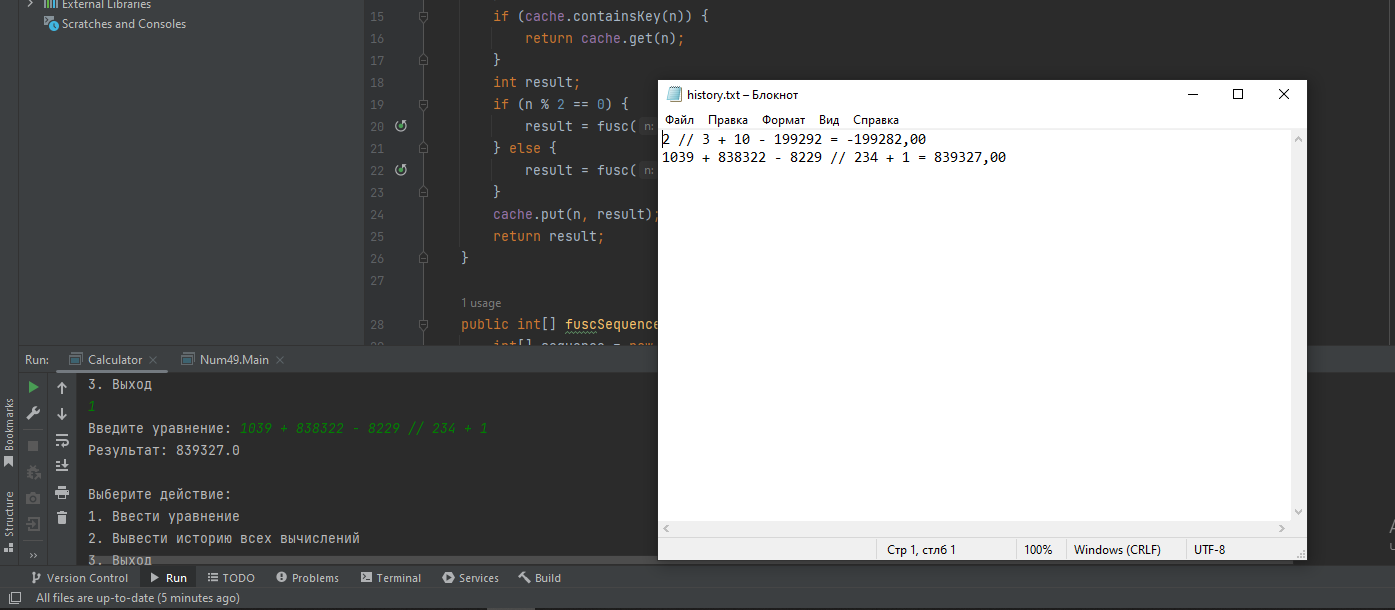 External Libraries
Scratches and Consoles
15 if (cache.containsKey(n)) {
16 return cache.get(n);
17 }
18 int result;
19 if (n % 2 == 0) {
20 result = fusc( n:
21 } else {
22 result = fusc( n:
23 }
24 cache.put(n, result);
25 return result;
26 }
27
1 usage
28 public int[] fuscSequence
int[] sequence = new
history.txt – Блокнот
Файл Правка Формат Вид Справка
2 // 3 + 10 - 199292 = -199282,00
1039 + 838322 - 8229 // 234 + 1 = 839327,00
Стр 1, стлб 1 100% Windows (CRLF) UTF-8
Run: Calculator Num49.Main
3. Выход
1
Введите уравнение: 1039 + 838322 - 8229 // 234 + 1
Результат: 839327.0
Выберите действие:
1. Ввести уравнение
2. Вывести историю всех вычислений
3. Выход
Bookmarks
Structure
Version Control Run TODO Problems Terminal Services Build
All files are up-to-date (5 minutes ago)